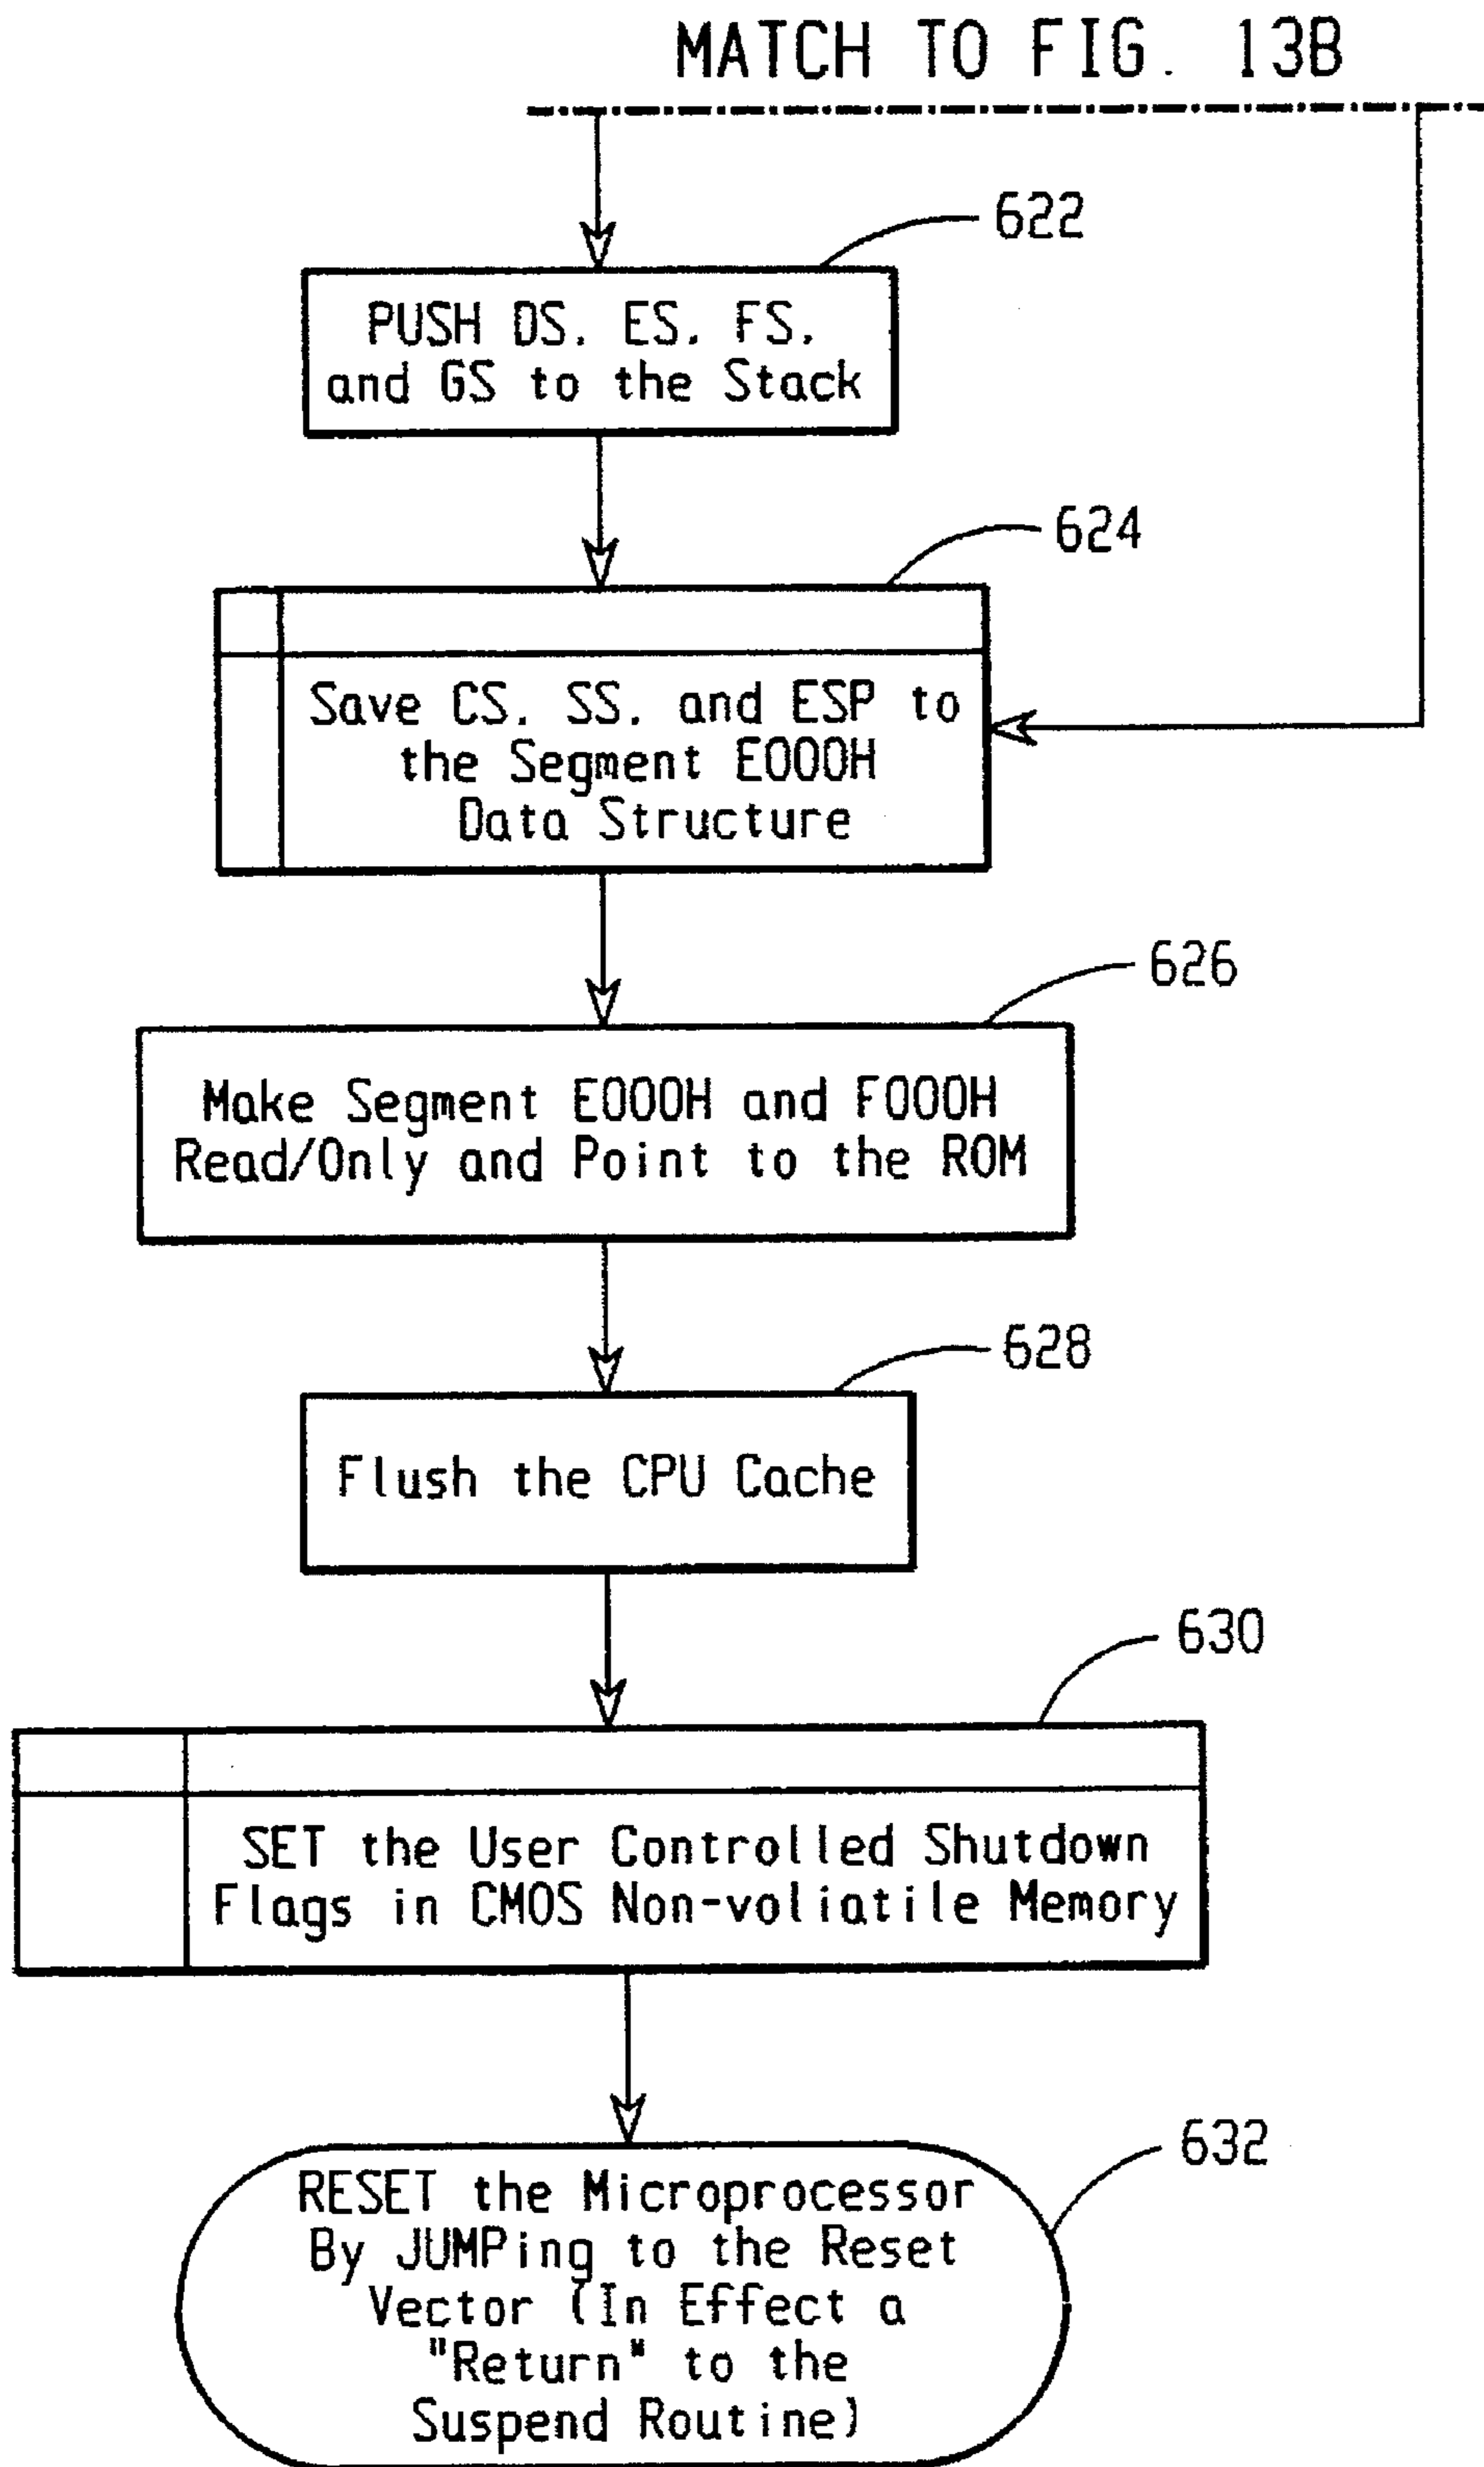 MATCH TO FIG. 13B
622
PUSH DS, ES, FS,
and GS to the Stack
624
Save CS, SS, and ESP to
the Segment E000H
Data Structure
626
Make Segment E000H and F000H
Read/Only and Point to the ROM
628
Flush the CPU Cache
630
SET the User Controlled Shutdown
Flags in CMOS Non-voliatile Memory
632
RESET the Microprocessor
By JUMPing to the Reset
Vector (In Effect a
"Return" to the
Suspend Routine)